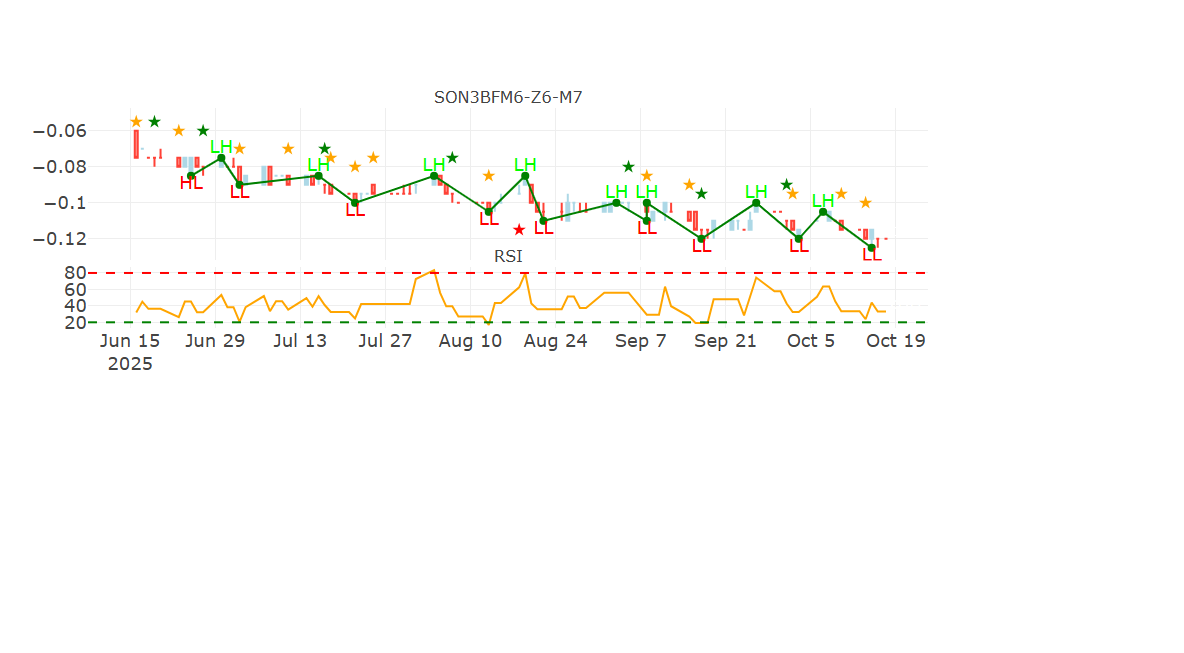 SON3BFM6-Z6-M7
−0.06
−0.08
−0.1
−0.12
HL
LH
LL
LH
LL
LH
LL
LH
LL
LH
LH
LL
LL
LH
LL
LH
LL
RSI
80
60
40
20
Jun 15 Jun 29 Jul 13 Jul 27 Aug 10 Aug 24 Sep 7 Sep 21 Oct 5 Oct 19
2025